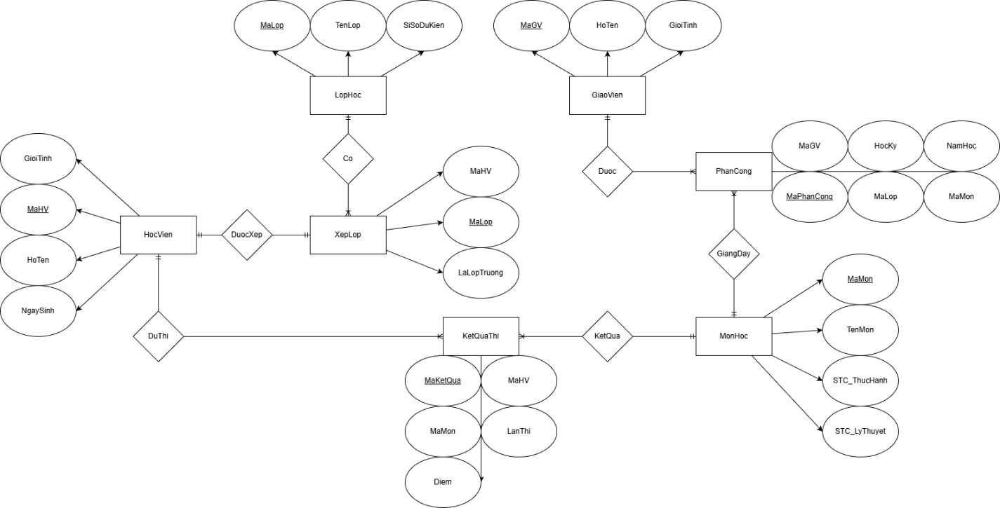 MaLop
TenLop
SiSoDuKien
MaGV
HoTen
GioiTinh
LopHoc
GiaoVien
GioiTinh
MaHV
HoTen
NgaySinh
HocVien
DuocXep
Co
XepLop
MaHV
MaLop
LaLopTruong
Duoc
PhanCong
MaGV
HocKy
NamHoc
MaPhanCong
MaLop
MaMon
GiangDay
DuThi
KetQuaThi
KetQua
MonHoc
MaMon
TenMon
STC_ThucHanh
STC_LyThuyet
MaKetQua
MaHV
MaMon
LanThi
Diem